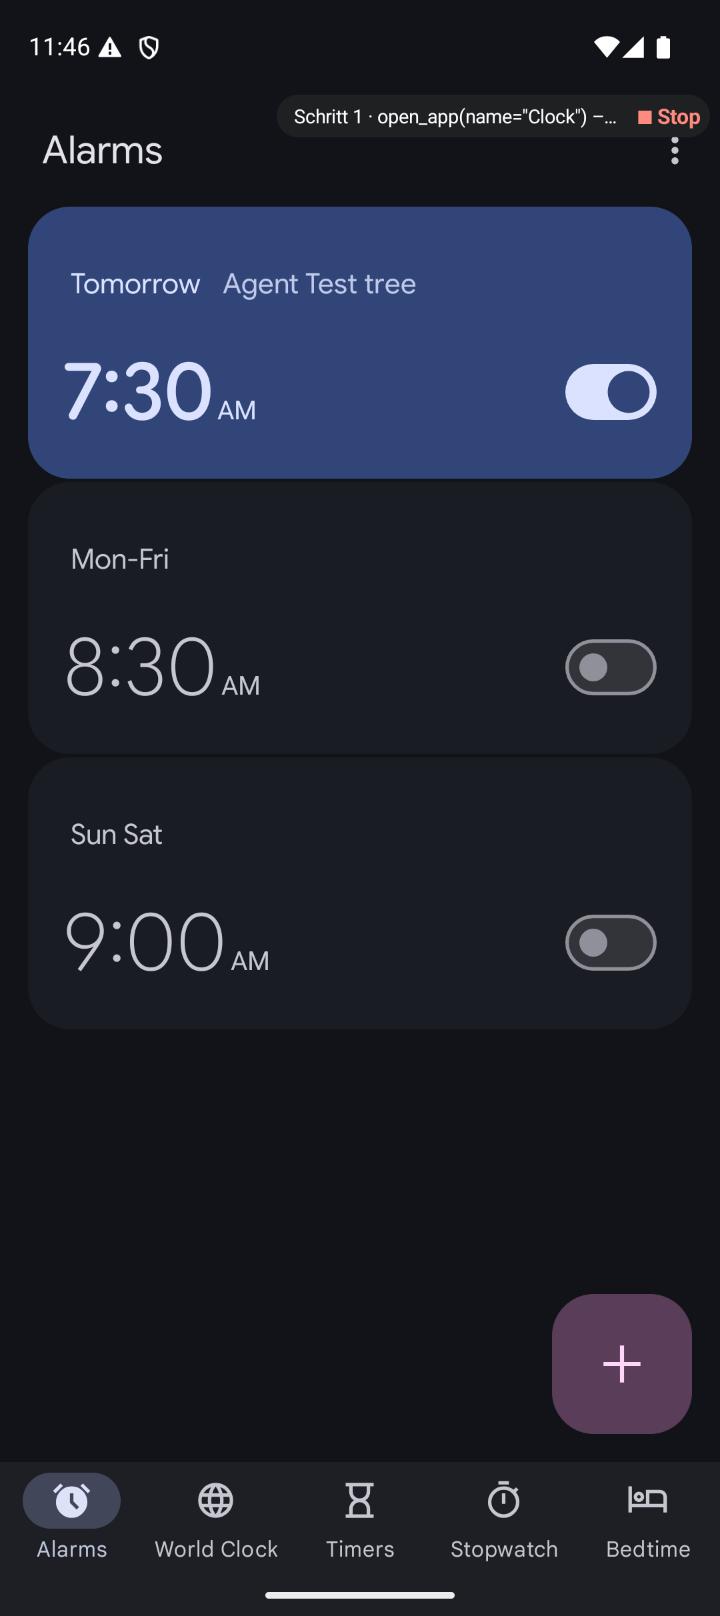 11:46
Schritt 1 · open_app(name="Clock") –... Stop
Alarms
Tomorrow Agent Test tree
7:30 AM
Mon-Fri
8:30 AM
Sun Sat
9:00 AM
Alarms World Clock Timers Stopwatch Bedtime